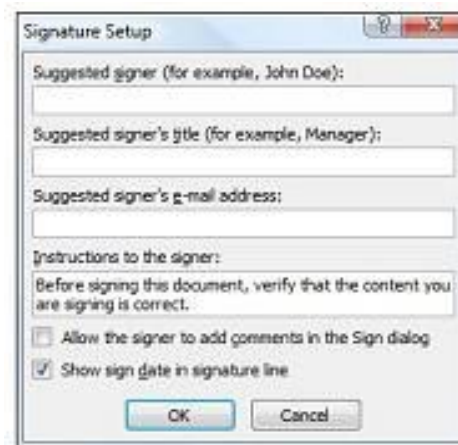 Signature Setup
Suggested signer (for example, John Doe):
Suggested signer's title (for example, Manager):
Suggested signer's e-mail address:
Instructions to the signer:
Before signing this document, verify that the content you
are signing is correct.
Allow the signer to add comments in the Sign dialog
Show sign date in signature line
OK Cancel